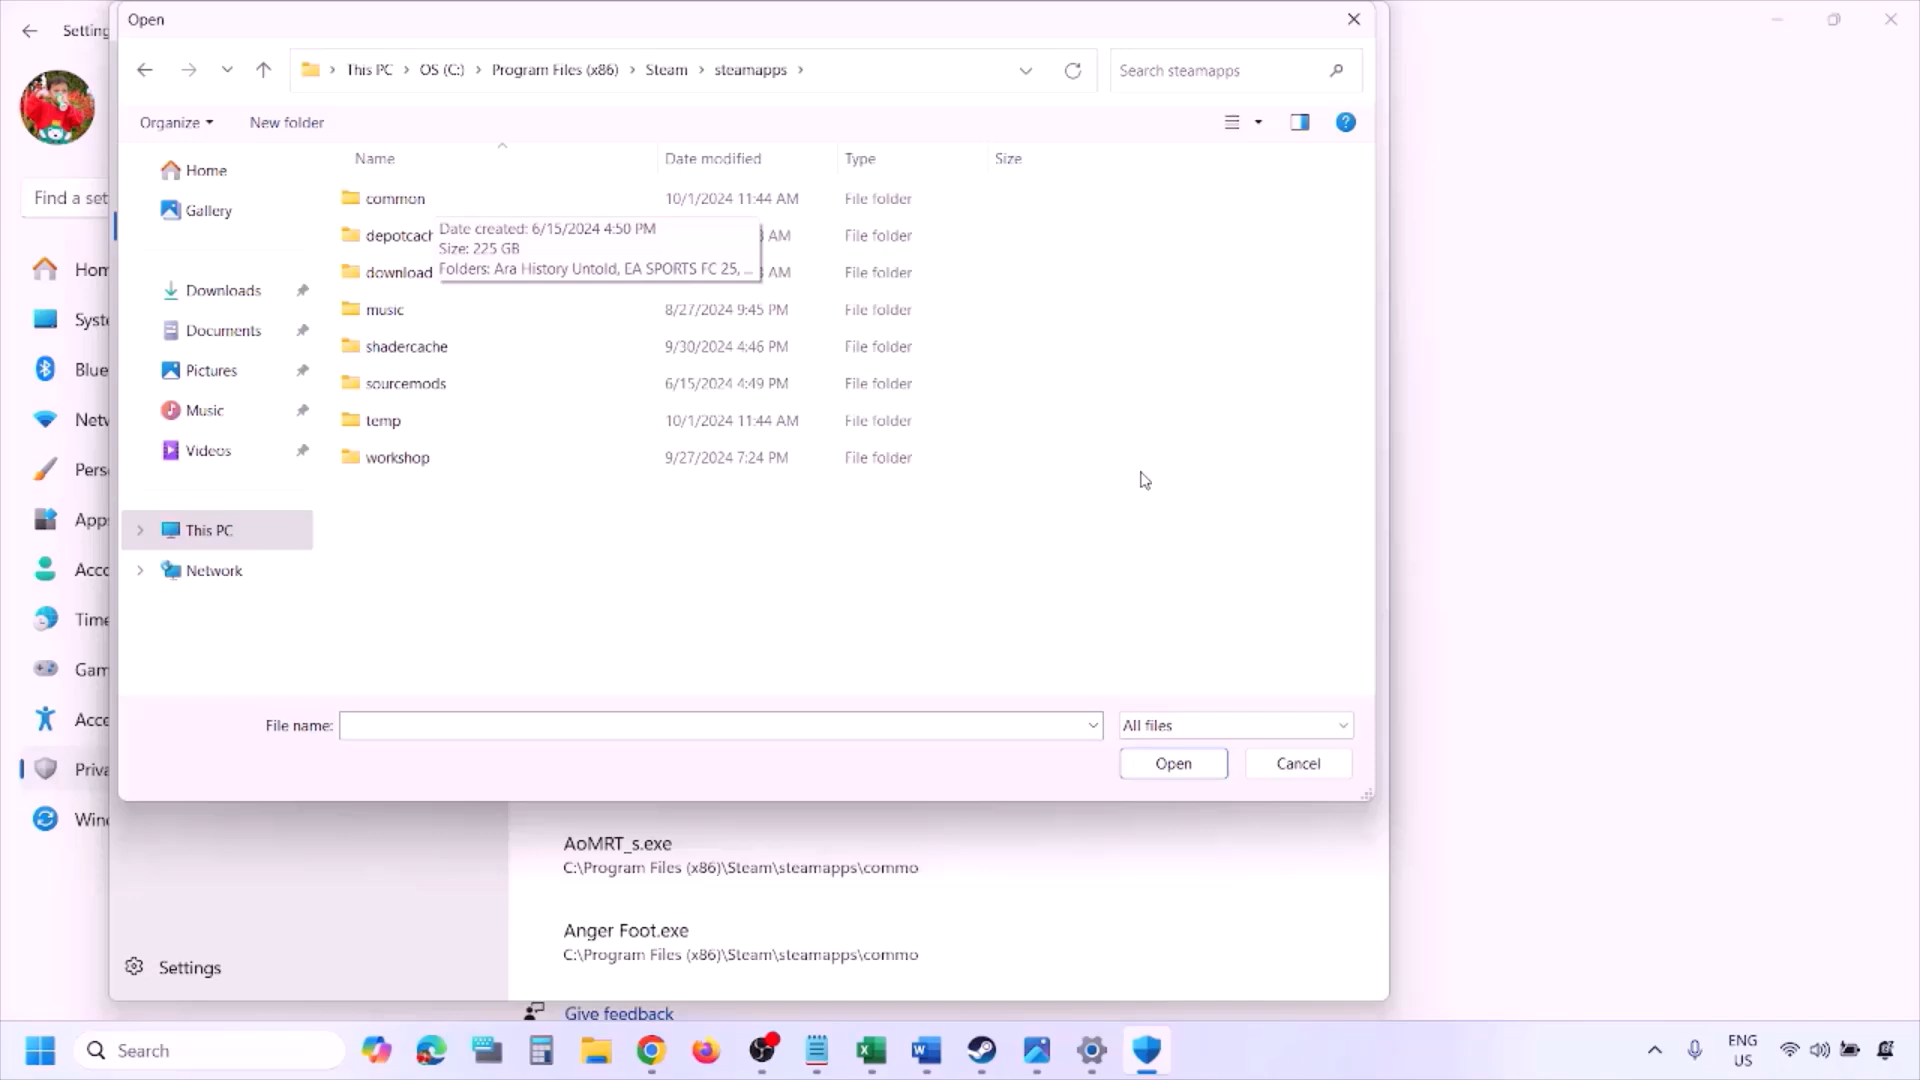 Open
Setting
This PC > OS (C:) > Program Files (x86) > Steam > steamapps >
Search steamapps
Organize
New folder
Name
Date modified
Type
Size
Home
Gallery
Downloads
Documents
Pictures
Music
Videos
This PC
Network
common
10/1/2024 11:44 AM
File folder
depotcach
AM
File folder
download
AM
File folder
Date created: 6/15/2024 4:50 PM
Size: 225 GB
Folders: Ara History Untold, EA SPORTS FC 25, ...
music
8/27/2024 9:45 PM
File folder
shadercache
9/30/2024 4:46 PM
File folder
sourcemods
6/15/2024 4:49 PM
File folder
temp
10/1/2024 11:44 AM
File folder
workshop
9/27/2024 7:24 PM
File folder
File name:
All files
Open
Cancel
Find a set
Hom
Syste
Blue
Netw
Pers
Apps
Acco
Time
Gam
Acce
Priva
Wind
AoMRT_s.exe
C:\Program Files (x86)\Steam\steamapps\commo
Anger Foot.exe
C:\Program Files (x86)\Steam\steamapps\commo
Settings
Give feedback
Search
ENG
US